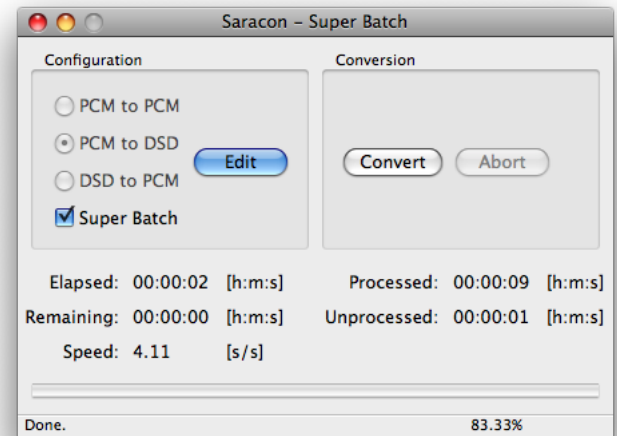 Saracon – Super Batch
Configuration
PCM to PCM
PCM to DSD
DSD to PCM
Super Batch
Edit
Conversion
Convert Abort
Elapsed: 00:00:02 [h:m:s] Processed: 00:00:09 [h:m:s]
Remaining: 00:00:00 [h:m:s] Unprocessed: 00:00:01 [h:m:s]
Speed: 4.11 [s/s]
Done. 83.33%